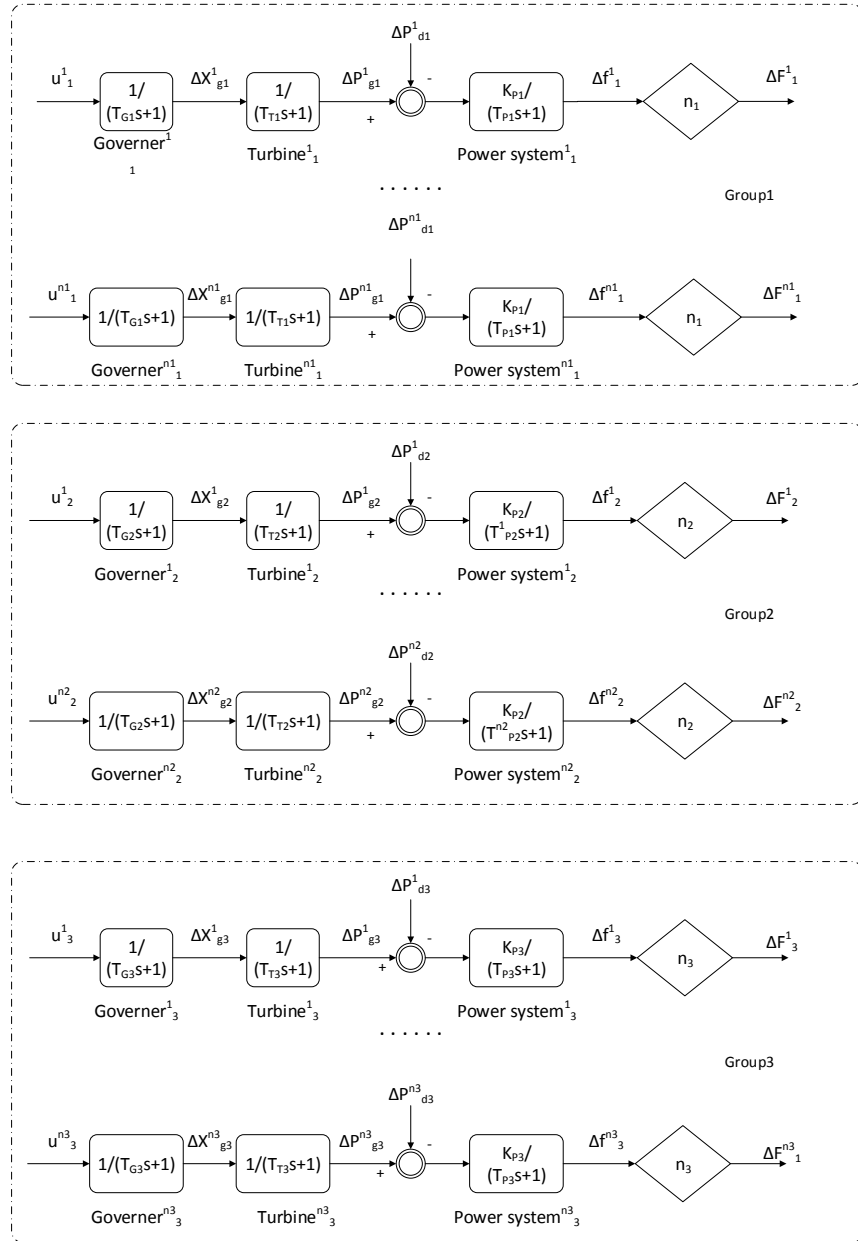 ΔP¹d1
u¹1 ΔX¹g1 ΔP¹g1 - Δf¹1 ΔF¹1
1/ 1/ KP1/
(TG1s+1) (TT1s+1) (TP1s+1) n1
+
Governer¹1 Turbine¹1 Power system¹1
. . . . . .
Group1
ΔPⁿ¹d1
uⁿ¹1 ΔXⁿ¹g1 ΔPⁿ¹g1 - Δfⁿ¹1 ΔFⁿ¹1
1/(TG1s+1) 1/(TT1s+1) KP1/ n1
(TP1s+1)
+
Governerⁿ¹1 Turbineⁿ¹1 Power systemⁿ¹1
ΔP¹d2
u¹2 ΔX¹g2 ΔP¹g2 - Δf¹2 ΔF¹2
1/ 1/ KP2/
(TG2s+1) (TT2s+1) (T¹P2s+1) n2
+
Governer¹2 Turbine¹2 Power system¹2
. . . . . .
Group2
ΔPⁿ²d2
uⁿ²2 ΔXⁿ²g2 ΔPⁿ²g2 - Δfⁿ²2 ΔFⁿ²2
1/(TG2s+1) 1/(TT2s+1) KP2/ n2
(Tⁿ²P2s+1)
+
Governerⁿ²2 Turbineⁿ²2 Power systemⁿ²2
ΔP¹d3
u¹3 ΔX¹g3 ΔP¹g3 - Δf¹3 ΔF¹3
1/ 1/ KP3/
(TG3s+1) (TT3s+1) (TP3s+1) n3
+
Governer¹3 Turbine¹3 Power system¹3
. . . . . .
Group3
ΔPⁿ³d3
uⁿ³3 ΔXⁿ³g3 ΔPⁿ³g3 - Δfⁿ³3 ΔFⁿ³1
1/(TG3s+1) 1/(TT3s+1) KP3/ n3
(TP3s+1)
+
Governerⁿ³3 Turbineⁿ³3 Power systemⁿ³3